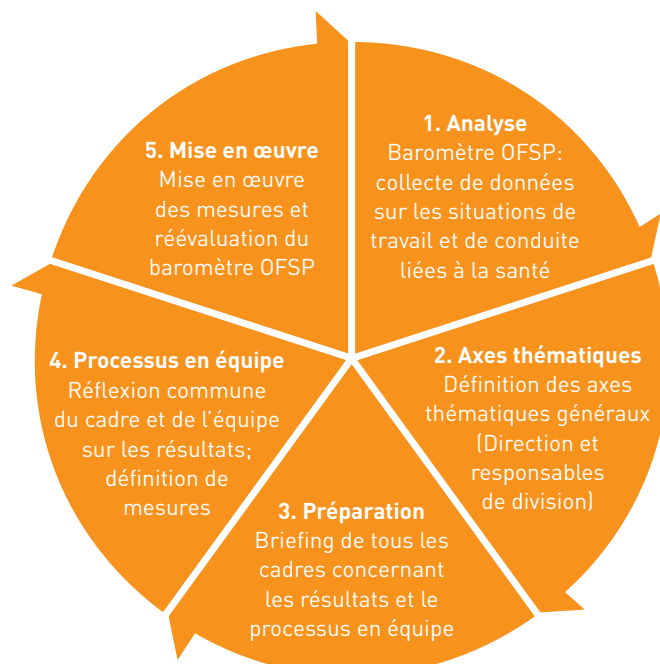 1. Analyse
Baromètre OFSP:
collecte de données
sur les situations de
travail et de conduite
liées à la santé
2. Axes thématiques
Définition des axes
thématiques généraux
(Direction et
responsables
de division)
3. Préparation
Briefing de tous les
cadres concernant
les résultats et le
processus en équipe
4. Processus en équipe
Réflexion commune
du cadre et de l’équipe
sur les résultats;
définition de
mesures
5. Mise en œuvre
Mise en œuvre
des mesures et
réévaluation du
baromètre OFSP